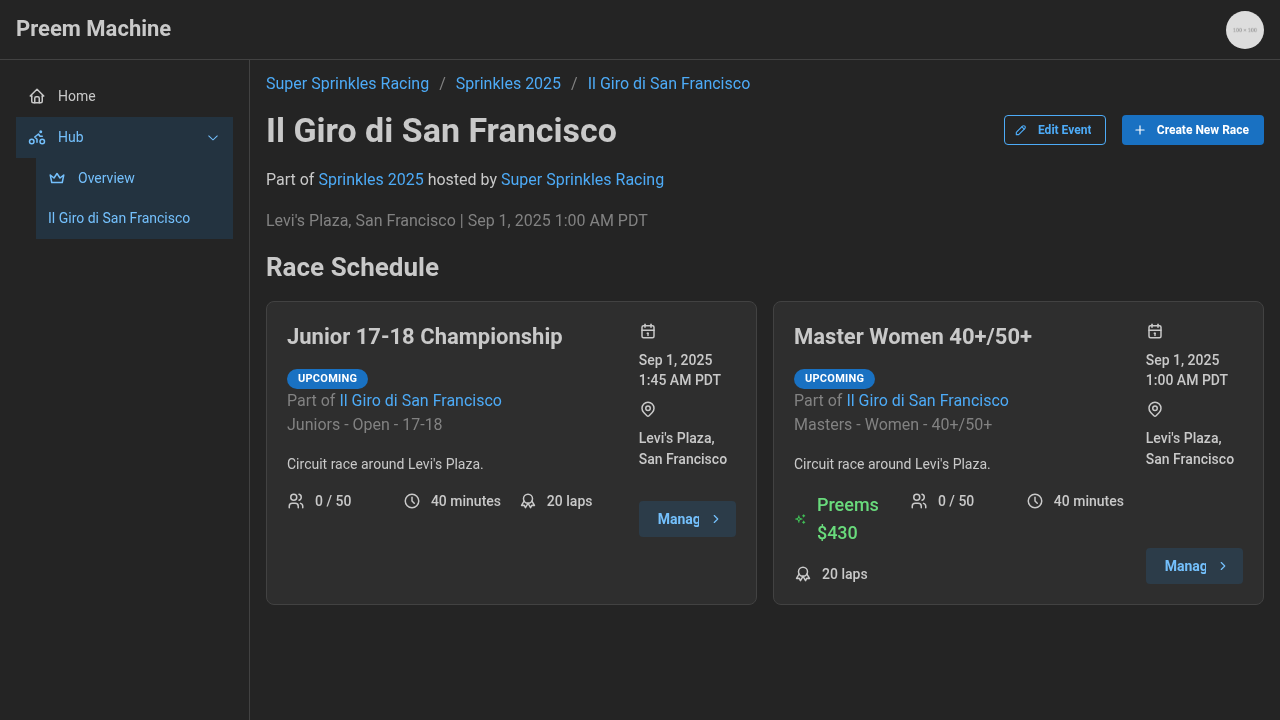 Preem Machine
100 × 100
Home
Hub
Overview
Il Giro di San Francisco
Super Sprinkles Racing / Sprinkles 2025 / Il Giro di San Francisco
Il Giro di San Francisco
Edit Event
Create New Race
Part of Sprinkles 2025 hosted by Super Sprinkles Racing
Levi's Plaza, San Francisco | Sep 1, 2025 1:00 AM PDT
Race Schedule
Junior 17-18 Championship
UPCOMING
Part of Il Giro di San Francisco
Juniors - Open - 17-18
Circuit race around Levi's Plaza.
0 / 50
40 minutes
20 laps
Sep 1, 2025
1:45 AM PDT
Levi's Plaza,
San Francisco
Manag
Master Women 40+/50+
UPCOMING
Part of Il Giro di San Francisco
Masters - Women - 40+/50+
Circuit race around Levi's Plaza.
Preems
$430
0 / 50
40 minutes
20 laps
Sep 1, 2025
1:00 AM PDT
Levi's Plaza,
San Francisco
Manag